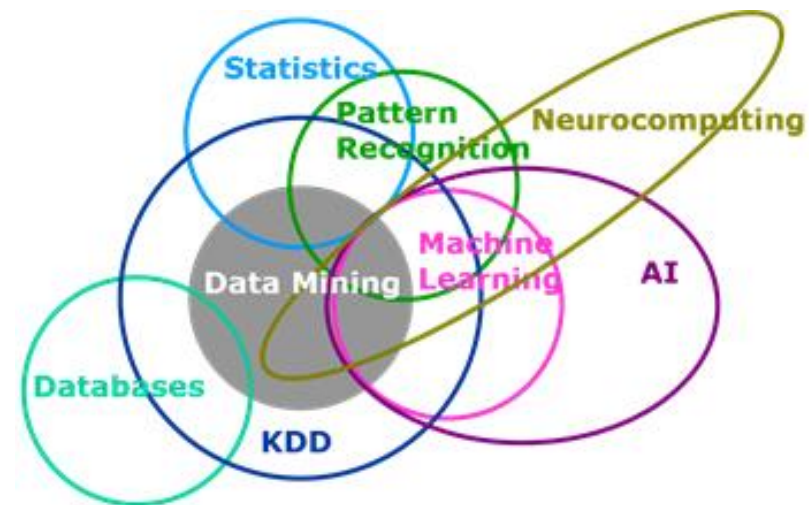 Statistics
Pattern
Recognition
Neurocomputing
Machine
Learning
AI
Data Mining
Databases
KDD